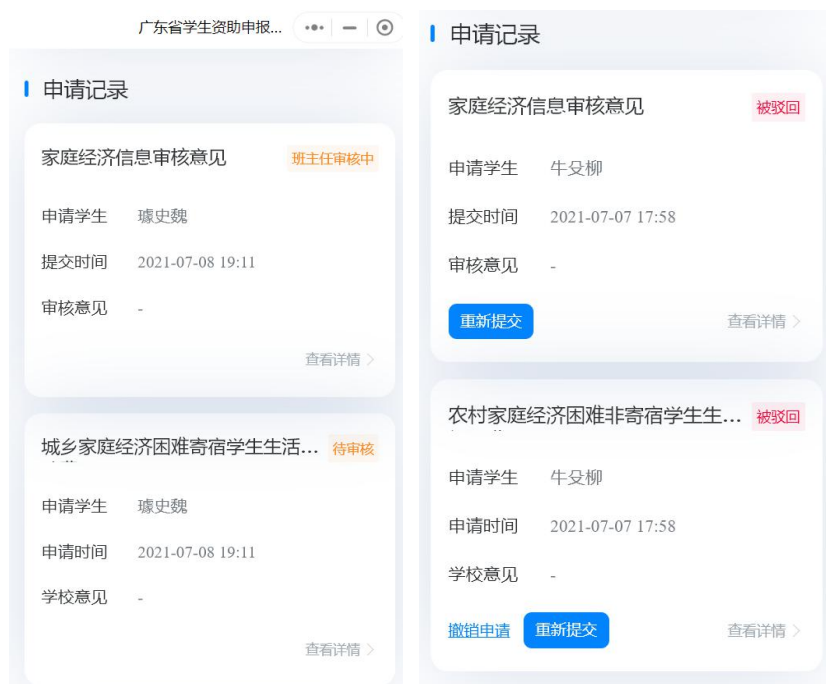 广东省学生资助申报...
申请记录
家庭经济信息审核意见
班主任审核中
申请学生 璩史魏
提交时间 2021-07-08 19:11
审核意见 -
查看详情 >
城乡家庭经济困难寄宿学生生活...
待审核
申请学生 璩史魏
申请时间 2021-07-08 19:11
学校意见 -
查看详情 >
申请记录
家庭经济信息审核意见
被驳回
申请学生 牛殳柳
提交时间 2021-07-07 17:58
审核意见 -
重新提交
查看详情 >
农村家庭经济困难非寄宿学生生...
被驳回
申请学生 牛殳柳
申请时间 2021-07-07 17:58
学校意见 -
撤销申请 重新提交
查看详情 >